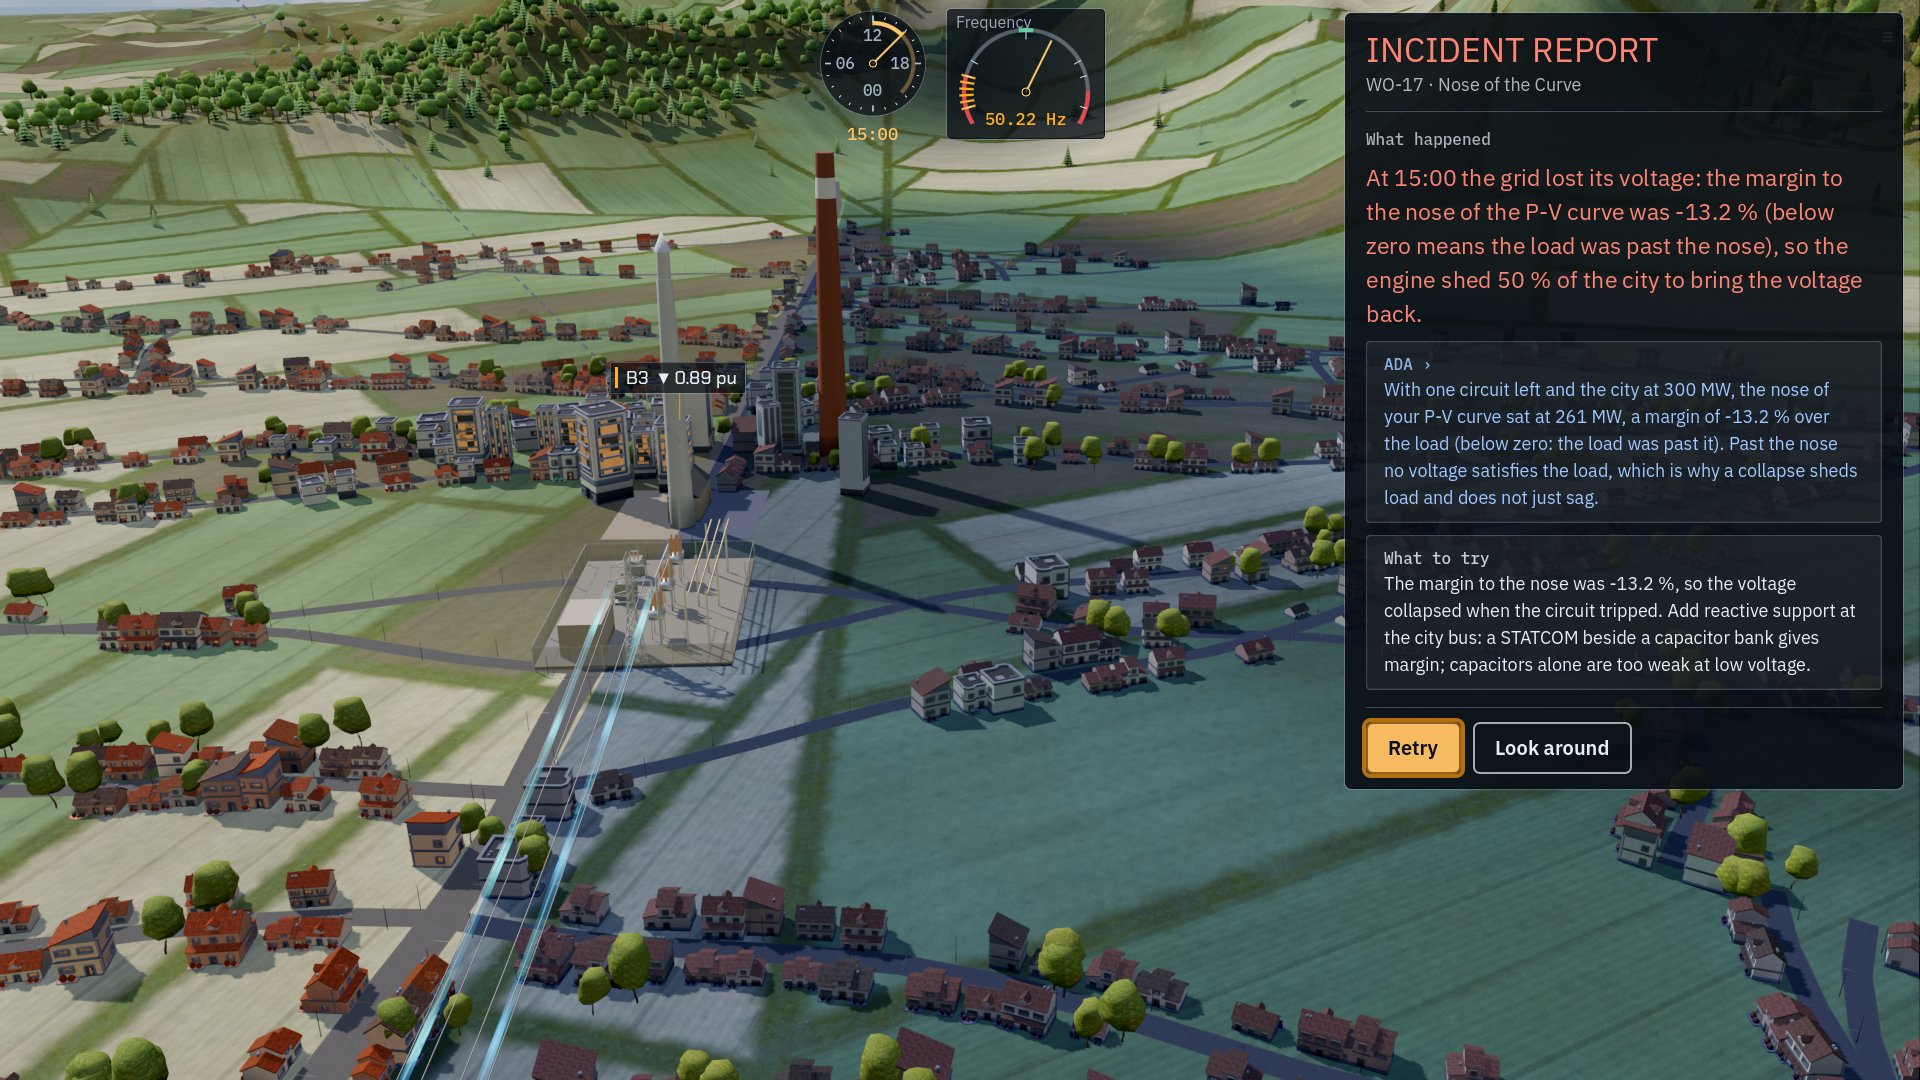 12
06
18
00
15:00
Frequency
50.22 Hz
B3 ▼ 0.89 pu
INCIDENT REPORT
WO-17 · Nose of the Curve
What happened
At 15:00 the grid lost its voltage: the margin to
the nose of the P-V curve was -13.2 % (below
zero means the load was past the nose), so the
engine shed 50 % of the city to bring the voltage
back.
ADA ›
With one circuit left and the city at 300 MW, the nose of
your P-V curve sat at 261 MW, a margin of -13.2 % over
the load (below zero: the load was past it). Past the nose
no voltage satisfies the load, which is why a collapse sheds
load and does not just sag.
What to try
The margin to the nose was -13.2 %, so the voltage
collapsed when the circuit tripped. Add reactive support at
the city bus: a STATCOM beside a capacitor bank gives
margin; capacitors alone are too weak at low voltage.
Retry
Look around